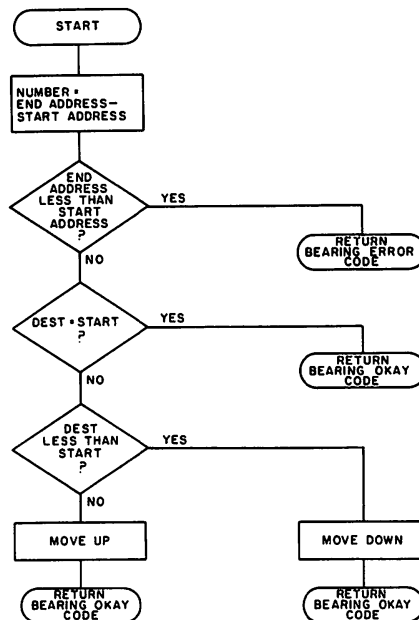 START
NUMBER =
END ADDRESS—
START ADDRESS
END
ADDRESS
LESS THAN
START
ADDRESS
?
YES
RETURN
BEARING ERROR
CODE
NO
DEST = START
?
YES
RETURN
BEARING OKAY
CODE
NO
DEST
LESS THAN
START
?
YES
NO
MOVE UP
MOVE DOWN
RETURN
BEARING OKAY
CODE
RETURN
BEARING OKAY
CODE